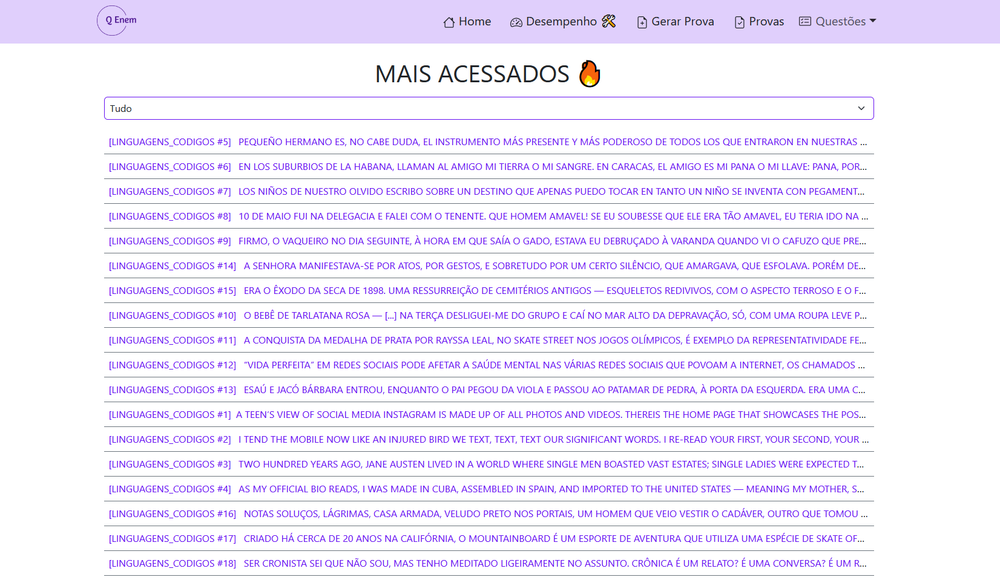 Q Enem
Home Desempenho Gerar Prova Provas Questões
MAIS ACESSADOS
Tudo
[LINGUAGENS_CODIGOS #5] PEQUEÑO HERMANO ES, NO CABE DUDA, EL INSTRUMENTO MÁS PRESENTE Y MÁS PODEROSO DE TODOS LOS QUE ENTRARON EN NUESTRAS ...
[LINGUAGENS_CODIGOS #6] EN LOS SUBURBIOS DE LA HABANA, LLAMAN AL AMIGO MI TIERRA O MI SANGRE. EN CARACAS, EL AMIGO ES MI PANA O MI LLAVE: PANA, POR...
[LINGUAGENS_CODIGOS #7] LOS NIÑOS DE NUESTRO OLVIDO ESCRIBO SOBRE UN DESTINO QUE APENAS PUEDO TOCAR EN TANTO UN NIÑO SE INVENTA CON PEGAMENT...
[LINGUAGENS_CODIGOS #8] 10 DE MAIO FUI NA DELEGACIA E FALEI COM O TENENTE. QUE HOMEM AMAVEL! SE EU SOUBESSE QUE ELE ERA TÃO AMAVEL, EU TERIA IDO NA ...
[LINGUAGENS_CODIGOS #9] FIRMO, O VAQUEIRO NO DIA SEGUINTE, À HORA EM QUE SAÍA O GADO, ESTAVA EU DEBRUÇADO À VARANDA QUANDO VI O CAFUZO QUE PRE...
[LINGUAGENS_CODIGOS #14] A SENHORA MANIFESTAVA-SE POR ATOS, POR GESTOS, E SOBRETUDO POR UM CERTO SILÊNCIO, QUE AMARGAVA, QUE ESFOLAVA. PORÉM DE...
[LINGUAGENS_CODIGOS #15] ERA O ÊXODO DA SECA DE 1898. UMA RESSURREIÇÃO DE CEMITÉRIOS ANTIGOS — ESQUELETOS REDIVIVOS, COM O ASPECTO TERROSO E O F...
[LINGUAGENS_CODIGOS #10] O BEBÊ DE TARLATANA ROSA — [...] NA TERÇA DESLIGUEI-ME DO GRUPO E CAÍ NO MAR ALTO DA DEPRAVAÇÃO, SÓ, COM UMA ROUPA LEVE P...
[LINGUAGENS_CODIGOS #11] A CONQUISTA DA MEDALHA DE PRATA POR RAYSSA LEAL, NO SKATE STREET NOS JOGOS OLÍMPICOS, É EXEMPLO DA REPRESENTATIVIDADE FE...
[LINGUAGENS_CODIGOS #12] “VIDA PERFEITA” EM REDES SOCIAIS PODE AFETAR A SAÚDE MENTAL NAS VÁRIAS REDES SOCIAIS QUE POVOAM A INTERNET, OS CHAMADOS ...
[LINGUAGENS_CODIGOS #13] ESAÚ E JACÓ BÁRBARA ENTROU, ENQUANTO O PAI PEGOU DA VIOLA E PASSOU AO PATAMAR DE PEDRA, À PORTA DA ESQUERDA. ERA UMA C...
[LINGUAGENS_CODIGOS #1] A TEEN’S VIEW OF SOCIAL MEDIA INSTAGRAM IS MADE UP OF ALL PHOTOS AND VIDEOS. THEREIS THE HOME PAGE THAT SHOWCASES THE POS...
[LINGUAGENS_CODIGOS #2] I TEND THE MOBILE NOW LIKE AN INJURED BIRD WE TEXT, TEXT, TEXT OUR SIGNIFICANT WORDS. I RE-READ YOUR FIRST, YOUR SECOND, YOUR ...
[LINGUAGENS_CODIGOS #3] TWO HUNDRED YEARS AGO, JANE AUSTEN LIVED IN A WORLD WHERE SINGLE MEN BOASTED VAST ESTATES; SINGLE LADIES WERE EXPECTED T...
[LINGUAGENS_CODIGOS #4] AS MY OFFICIAL BIO READS, I WAS MADE IN CUBA, ASSEMBLED IN SPAIN, AND IMPORTED TO THE UNITED STATES — MEANING MY MOTHER, S...
[LINGUAGENS_CODIGOS #16] NOTAS SOLUÇOS, LÁGRIMAS, CASA ARMADA, VELUDO PRETO NOS PORTAIS, UM HOMEM QUE VEIO VESTIR O CADÁVER, OUTRO QUE TOMOU ...
[LINGUAGENS_CODIGOS #17] CRIADO HÁ CERCA DE 20 ANOS NA CALIFÓRNIA, O MOUNTAINBOARD É UM ESPORTE DE AVENTURA QUE UTILIZA UMA ESPÉCIE DE SKATE OF...
[LINGUAGENS_CODIGOS #18] SER CRONISTA SEI QUE NÃO SOU, MAS TENHO MEDITADO LIGEIRAMENTE NO ASSUNTO. CRÔNICA É UM RELATO? É UMA CONVERSA? É UM R...